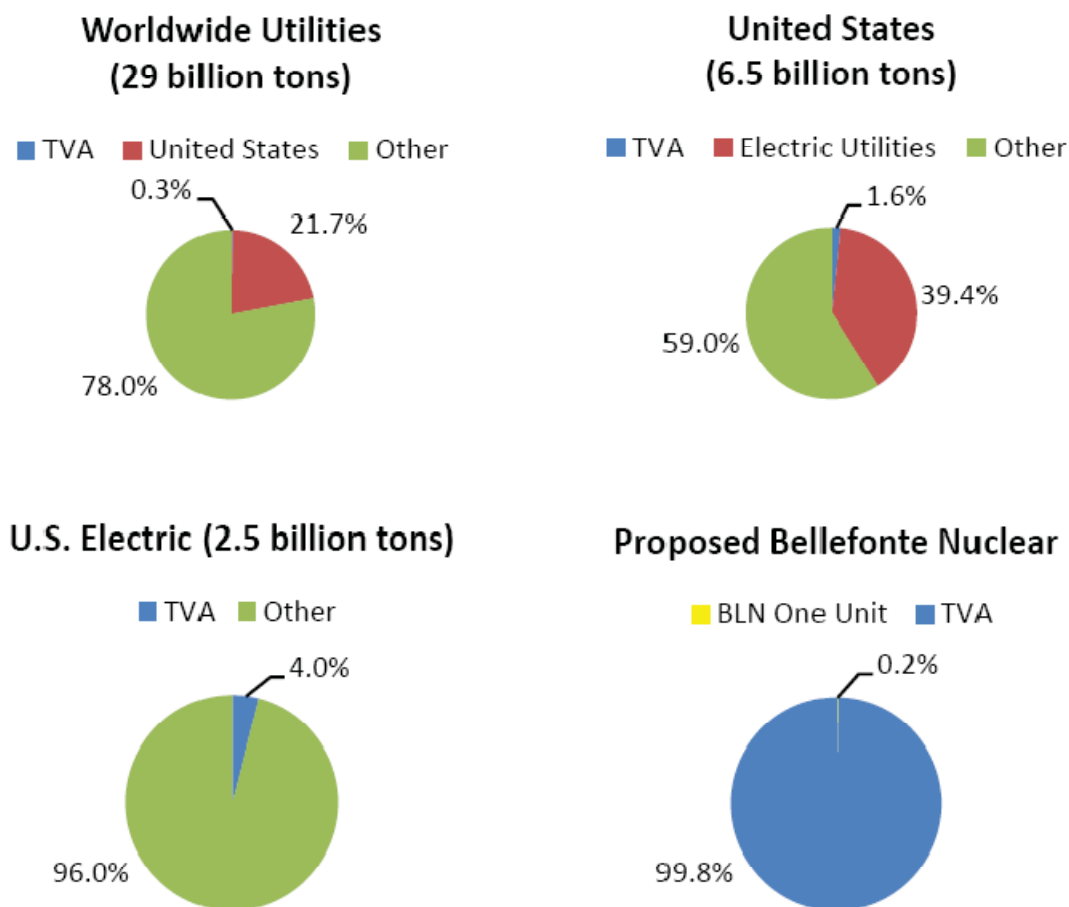 Worldwide Utilities
(29 billion tons)
TVA United States Other
0.3%
21.7%
78.0%
United States
(6.5 billion tons)
TVA Electric Utilities Other
1.6%
39.4%
59.0%
U.S. Electric (2.5 billion tons)
TVA Other
4.0%
96.0%
Proposed Bellefonte Nuclear
BLN One Unit TVA
0.2%
99.8%